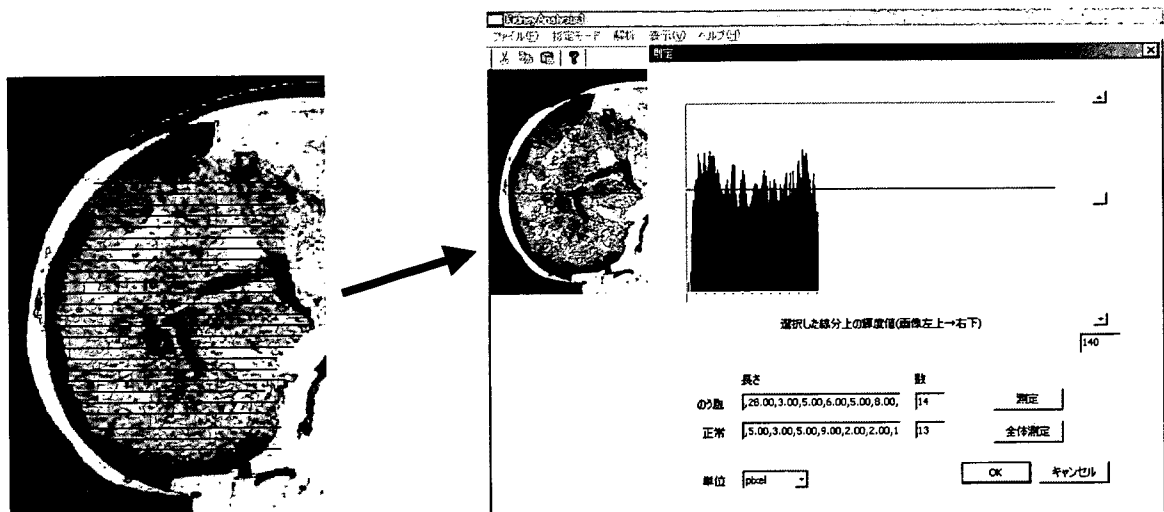 KidneyAnalysis3
ファイル(F) 指定モード 解析 表示(V) ヘルプ(H)
測定
選択した線分上の輝度値(画像左上→右下)
140
長さ 数
のう胞 ,28.00,3.00,5.00,6.00,5.00,8.00, 14 測定
正常 ,5.00,3.00,5.00,9.00,2.00,2.00,1 13 全体測定
単位 pixel OK キャンセル